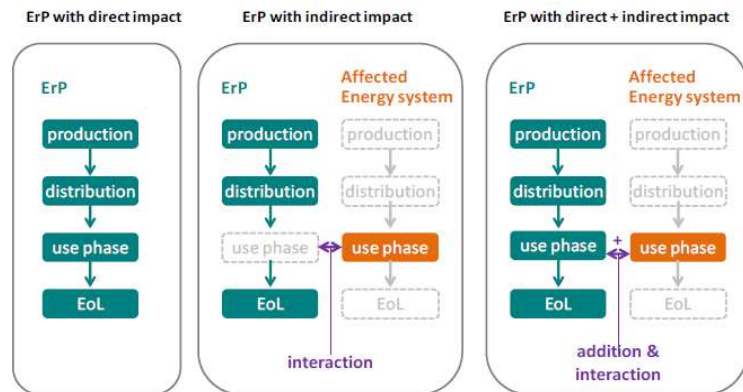 ErP with direct impact
ErP with indirect impact
ErP with direct + indirect impact
ErP
production
distribution
use phase
EoL
ErP
Affected
Energy system
production
production
distribution
distribution
use phase
use phase
EoL
EoL
interaction
ErP
Affected
Energy system
production
production
distribution
distribution
use phase
+
use phase
EoL
EoL
addition &
interaction